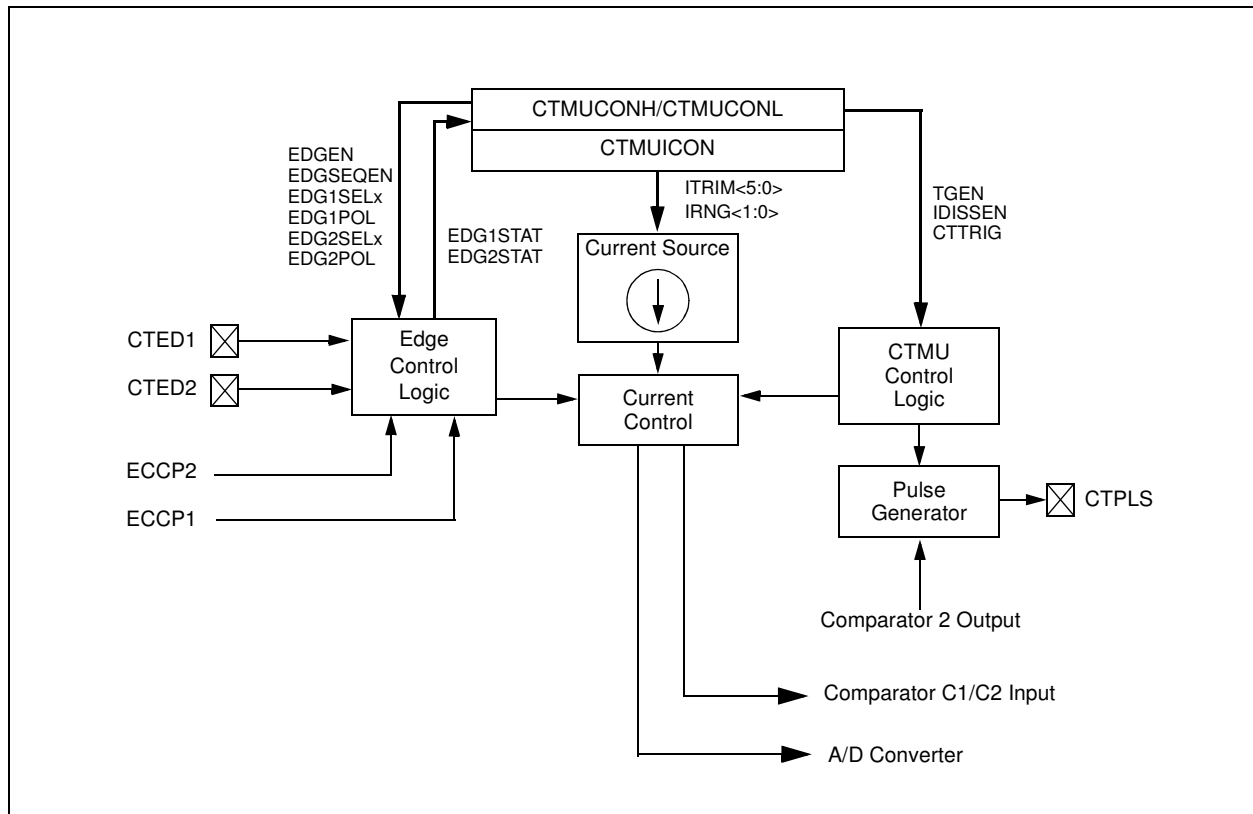 CTMUCONH/CTMUCONL
CTMUICON
EDGEN
EDGSEQEN
EDG1SELx
EDG1POL
EDG2SELx
EDG2POL
EDG1STAT
EDG2STAT
ITRIM<5:0>
IRNG<1:0>
TGEN
IDISSEN
CTTRIG
Current Source
CTED1
CTED2
Edge
Control
Logic
Current
Control
CTMU
Control
Logic
ECCP2
ECCP1
Pulse
Generator
CTPLS
Comparator 2 Output
Comparator C1/C2 Input
A/D Converter